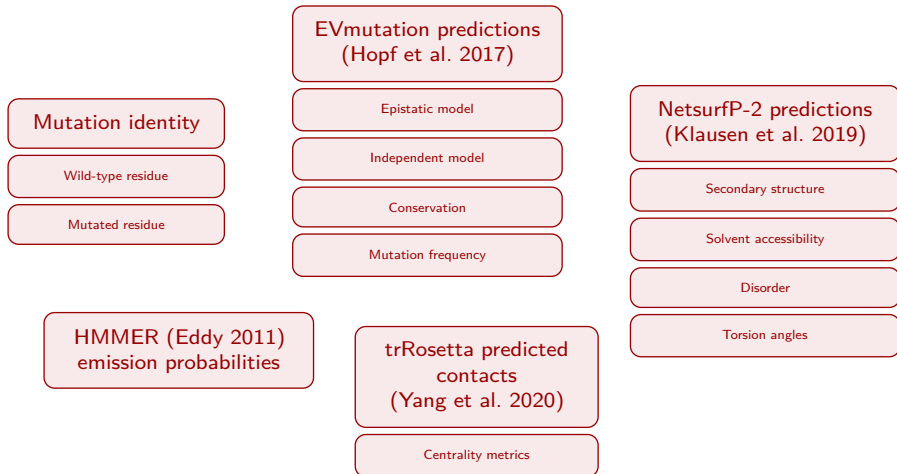 EVmutation predictions
(Hopf et al. 2017)
Epistatic model
Independent model
Conservation
Mutation frequency
Mutation identity
Wild-type residue
Mutated residue
NetsurfP-2 predictions
(Klausen et al. 2019)
Secondary structure
Solvent accessibility
Disorder
Torsion angles
HMMER (Eddy 2011)
emission probabilities
trRosetta predicted
contacts
(Yang et al. 2020)
Centrality metrics